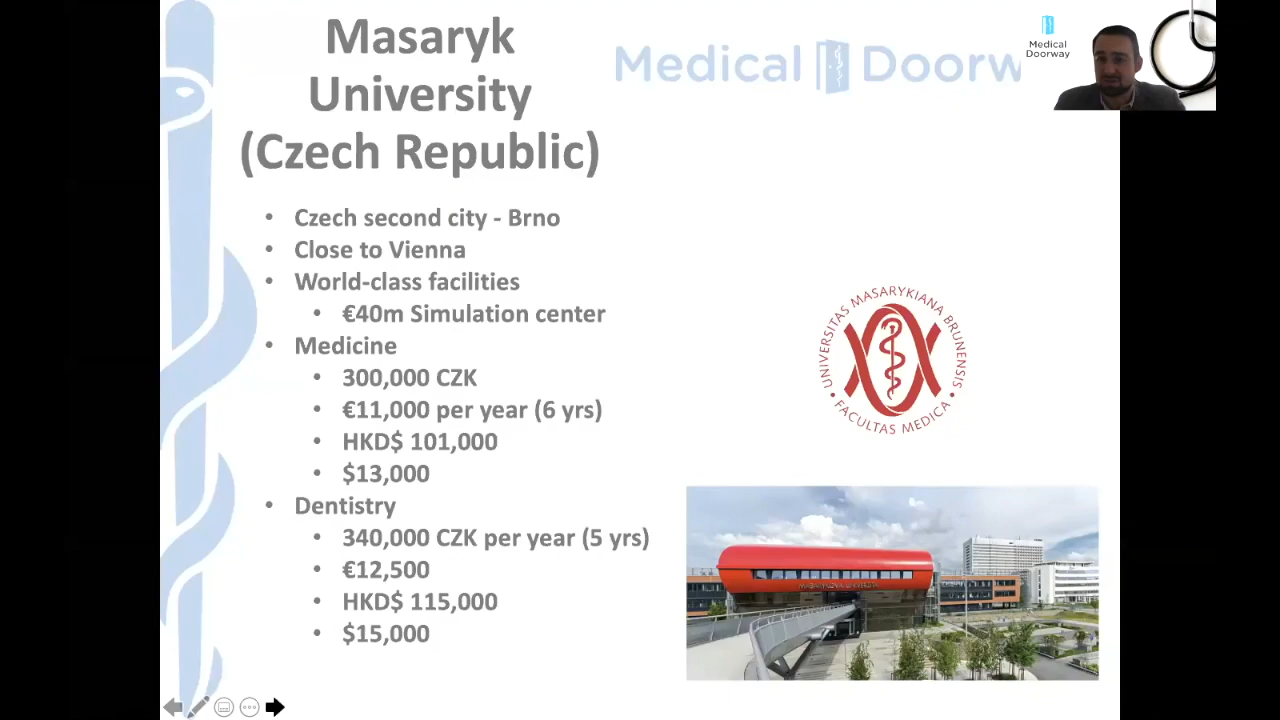 Masaryk
University
(Czech Republic)
Medical Doorw
Medical
Doorway
• Czech second city - Brno
• Close to Vienna
• World-class facilities
• €40m Simulation center
• Medicine
• 300,000 CZK
• €11,000 per year (6 yrs)
• HKD$ 101,000
• $13,000
• Dentistry
• 340,000 CZK per year (5 yrs)
• €12,500
• HKD$ 115,000
• $15,000
UNIVERSITAS MASARYKIANA BRUNENSIS
• FACULTAS MEDICA •